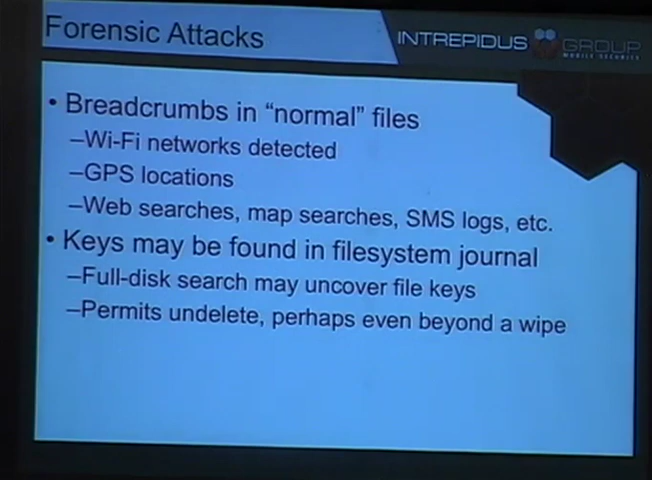 Forensic Attacks
INTREPIDUS GROUP
MOBILE SECURITY
• Breadcrumbs in “normal” files
–Wi-Fi networks detected
–GPS locations
–Web searches, map searches, SMS logs, etc.
• Keys may be found in filesystem journal
–Full-disk search may uncover file keys
–Permits undelete, perhaps even beyond a wipe